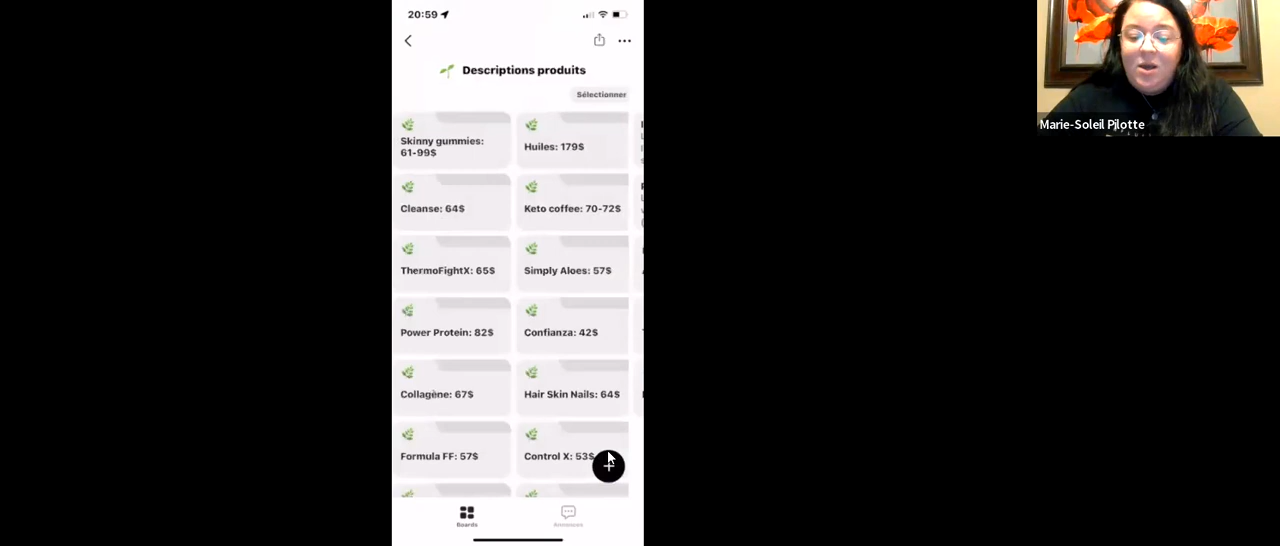 20:59
Descriptions produits
Sélectionner
Skinny gummies:
61-99$
Huiles: 179$
Cleanse: 64$
Keto coffee: 70-72$
ThermoFightX: 65$
Simply Aloes: 57$
Power Protein: 82$
Confianza: 42$
Collagène: 67$
Hair Skin Nails: 64$
Formula FF: 57$
Control X: 53$
Boards
Annonces
Marie-Soleil Pilotte